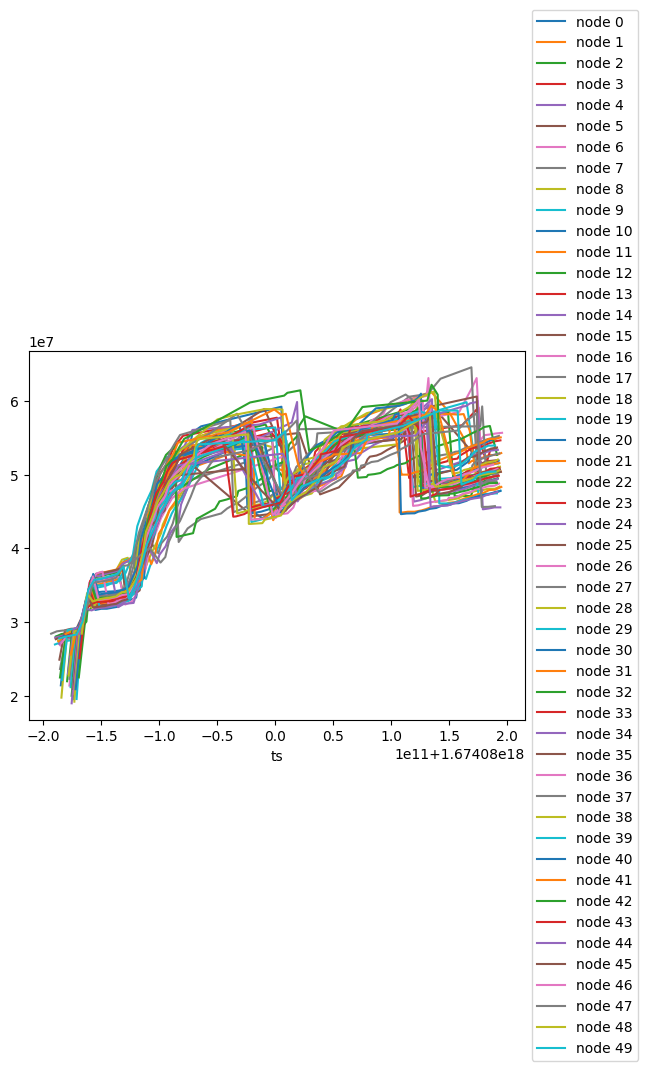 1e7
6
5
4
3
2
−2.0 −1.5 −1.0 −0.5 0.0 0.5 1.0 1.5 2.0
1e11+1.67408e18
ts
node 0
node 1
node 2
node 3
node 4
node 5
node 6
node 7
node 8
node 9
node 10
node 11
node 12
node 13
node 14
node 15
node 16
node 17
node 18
node 19
node 20
node 21
node 22
node 23
node 24
node 25
node 26
node 27
node 28
node 29
node 30
node 31
node 32
node 33
node 34
node 35
node 36
node 37
node 38
node 39
node 40
node 41
node 42
node 43
node 44
node 45
node 46
node 47
node 48
node 49